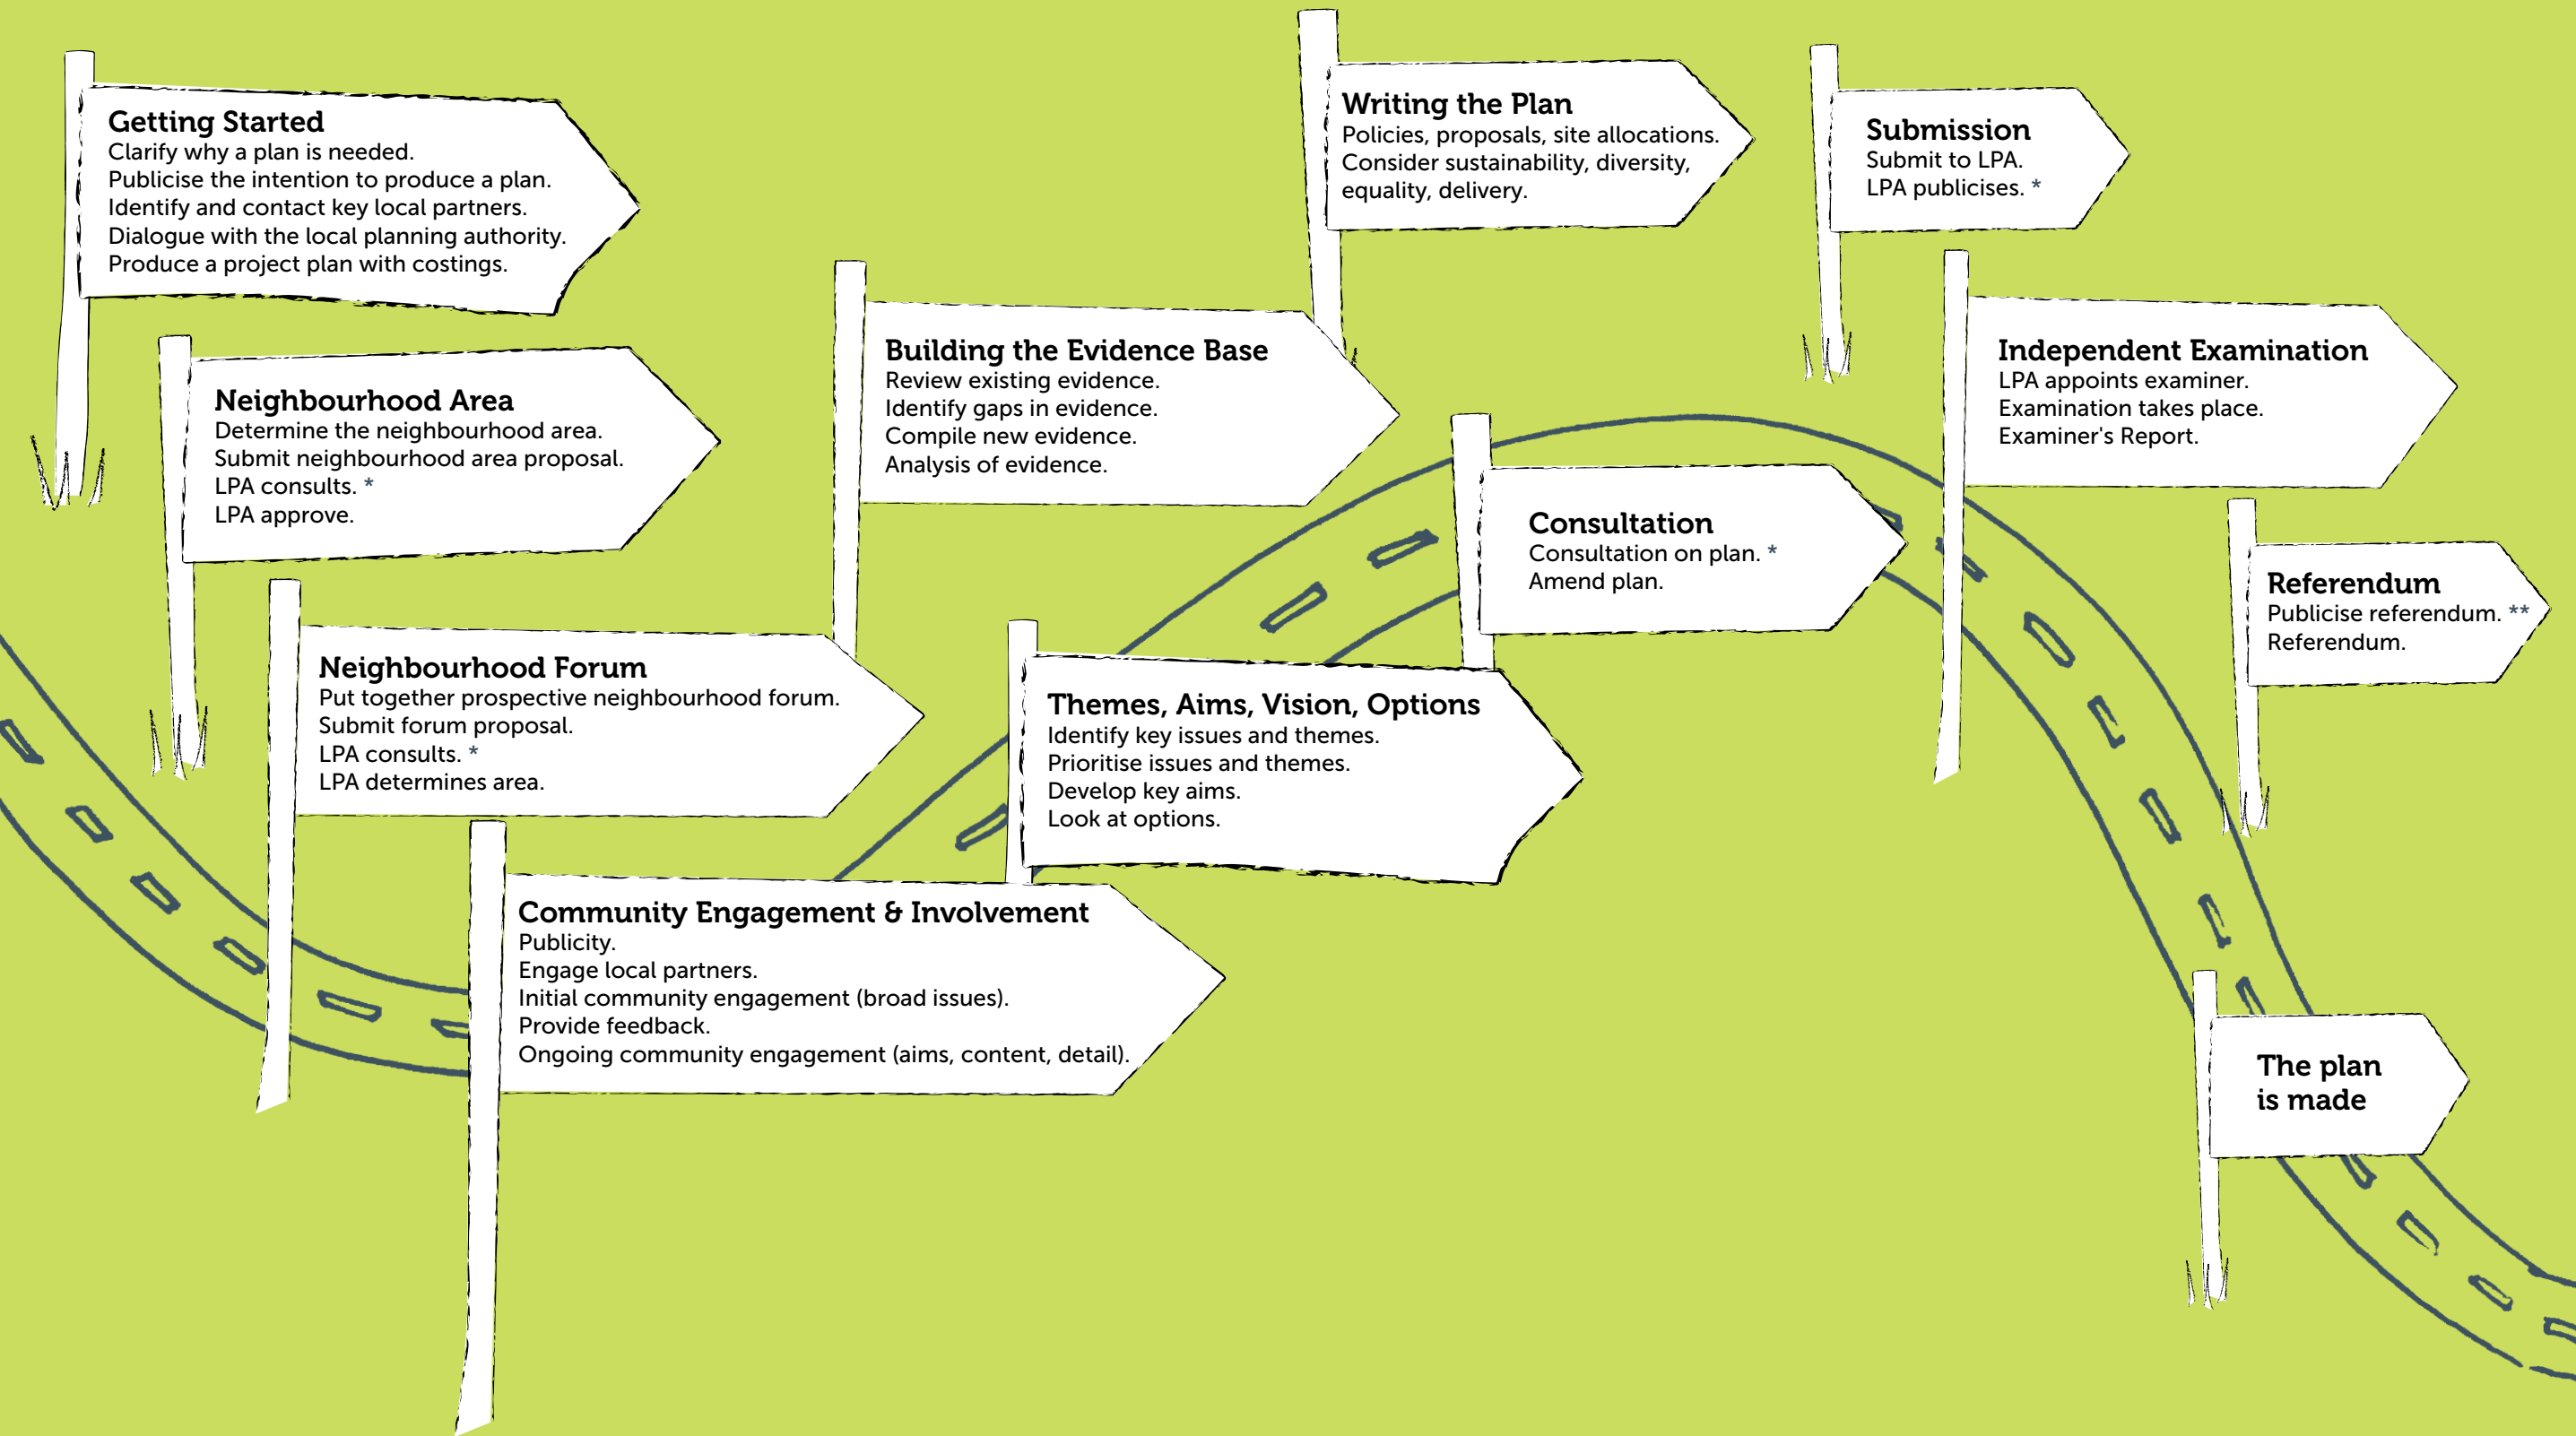 Getting Started
Clarify why a plan is needed.
Publicise the intention to produce a plan.
Identify and contact key local partners.
Dialogue with the local planning authority.
Produce a project plan with costings.
Neighbourhood Area
Determine the neighbourhood area.
Submit neighbourhood area proposal.
LPA consults. *
LPA approve.
Neighbourhood Forum
Put together prospective neighbourhood forum.
Submit forum proposal.
LPA consults. *
LPA determines area.
Community Engagement & Involvement
Publicity.
Engage local partners.
Initial community engagement (broad issues).
Provide feedback.
Ongoing community engagement (aims, content, detail).
Building the Evidence Base
Review existing evidence.
Identify gaps in evidence.
Compile new evidence.
Analysis of evidence.
Themes, Aims, Vision, Options
Identify key issues and themes.
Prioritise issues and themes.
Develop key aims.
Look at options.
Writing the Plan
Policies, proposals, site allocations.
Consider sustainability, diversity,
equality, delivery.
Consultation
Consultation on plan. *
Amend plan.
Submission
Submit to LPA.
LPA publicises. *
Independent Examination
LPA appoints examiner.
Examination takes place.
Examiner's Report.
Referendum
Publicise referendum. **
Referendum.
The plan
is made